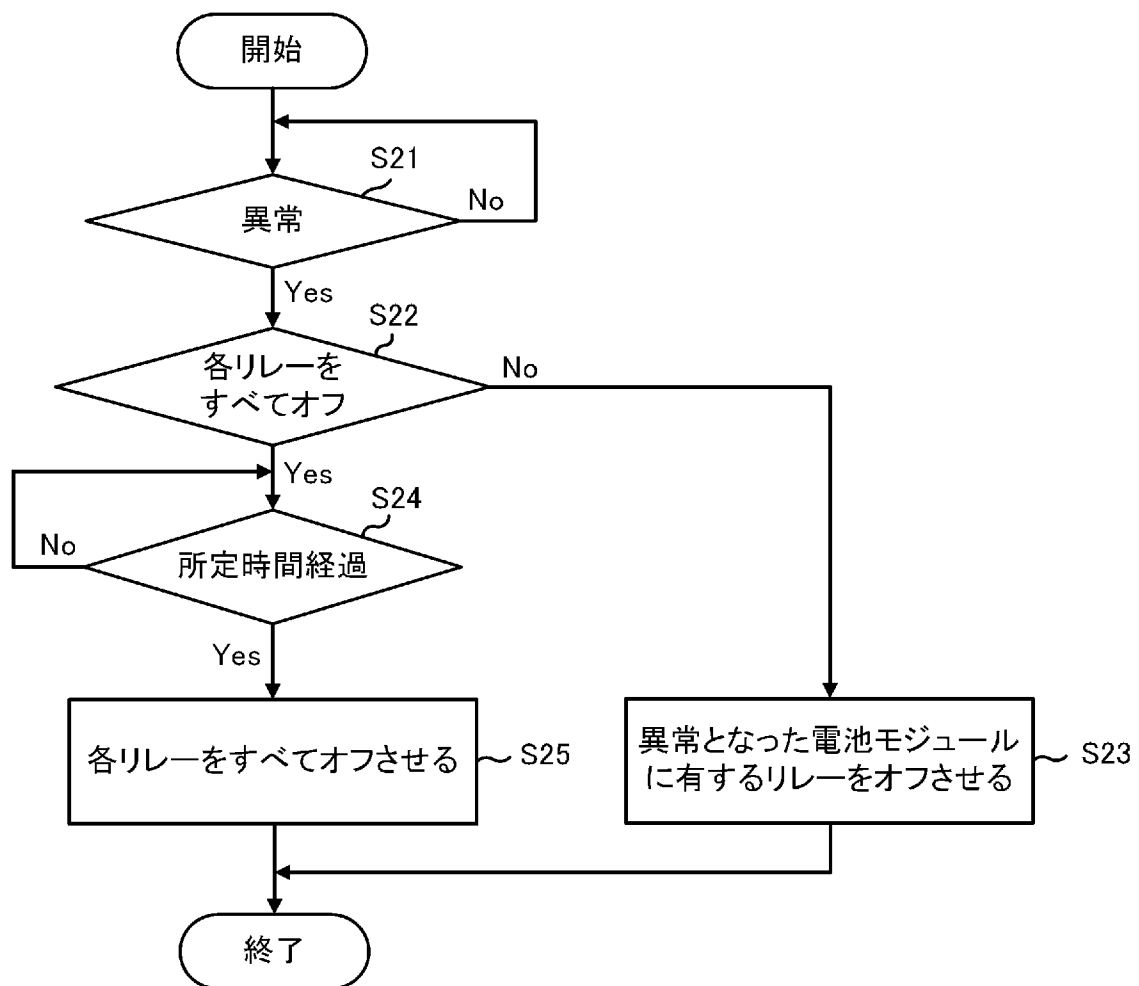 開始
S21
異常
No
Yes
S22
各リレーを
すべてオフ
No
Yes
S24
所定時間経過
No
Yes
各リレーをすべてオフさせる
S25
異常となった電池モジュール
に有するリレーをオフさせる
S23
終了